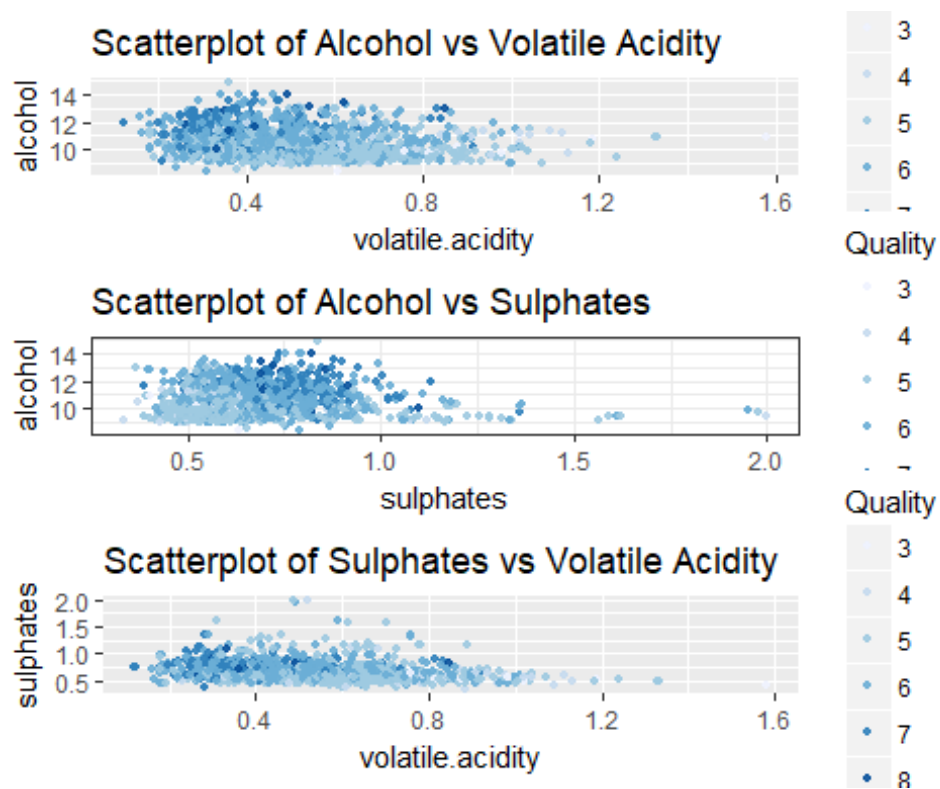 Scatterplot of Alcohol vs Volatile Acidity
alcohol
14
12
10
0.4 0.8 1.2 1.6
volatile.acidity
3
4
5
6
Scatterplot of Alcohol vs Sulphates
alcohol
14
12
10
0.5 1.0 1.5 2.0
sulphates
Quality
3
4
5
6
Scatterplot of Sulphates vs Volatile Acidity
sulphates
2.0
1.5
1.0
0.5
0.4 0.8 1.2 1.6
volatile.acidity
Quality
3
4
5
6
7
8